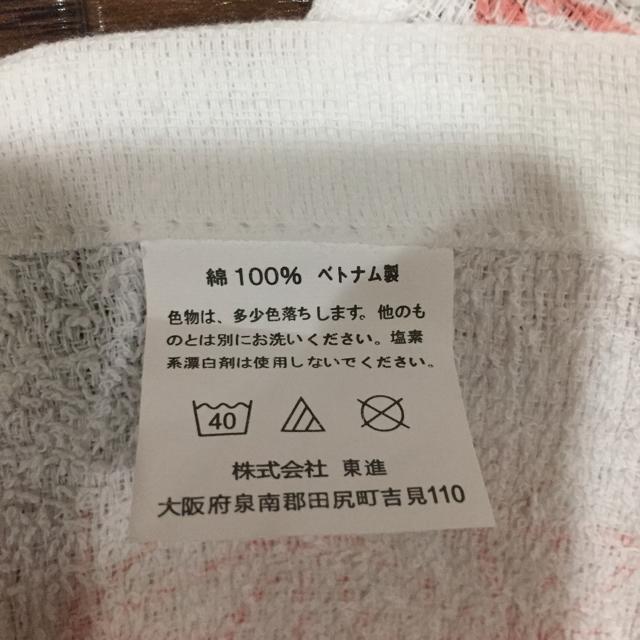 綿 100% ベトナム製
色物は、多少色落ちします。他のも
のとは別にお洗いください。塩素
系漂白剤は使用しないでください。
40
株式会社 東進
大阪府泉南郡田尻町吉見110